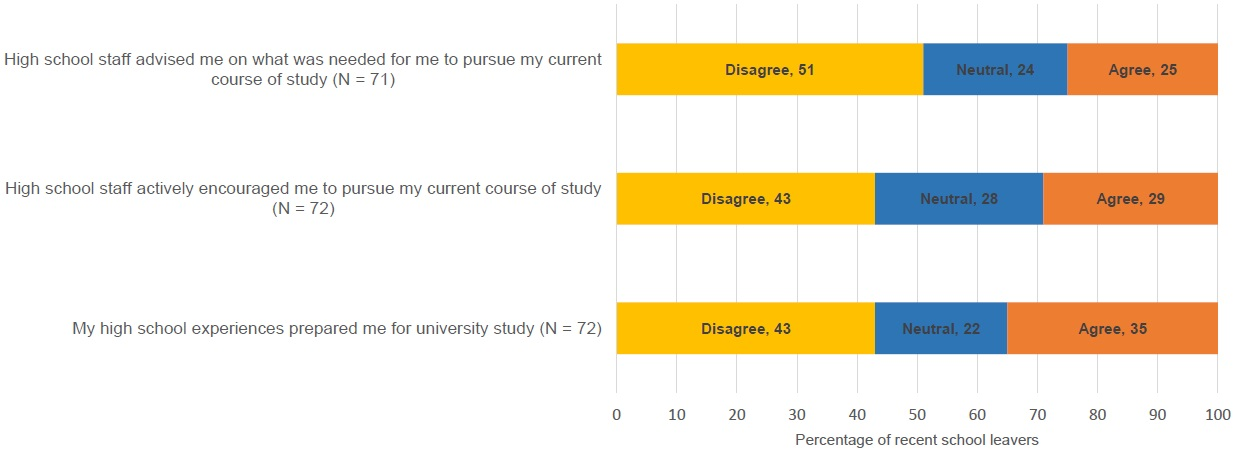 High school staff advised me on what was needed for me to pursue my current
course of study (N = 71)
Disagree, 51
Neutral, 24
Agree, 25
High school staff actively encouraged me to pursue my current course of study
(N = 72)
Disagree, 43
Neutral, 28
Agree, 29
My high school experiences prepared me for university study (N = 72)
Disagree, 43
Neutral, 22
Agree, 35
0 10 20 30 40 50 60 70 80 90 100
Percentage of recent school leavers